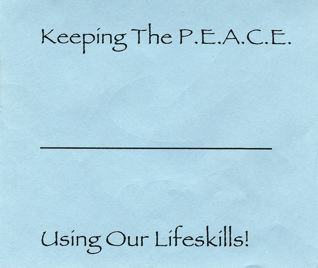 Keeping The P.E.A.C.E.
Using Our Lifeskills!